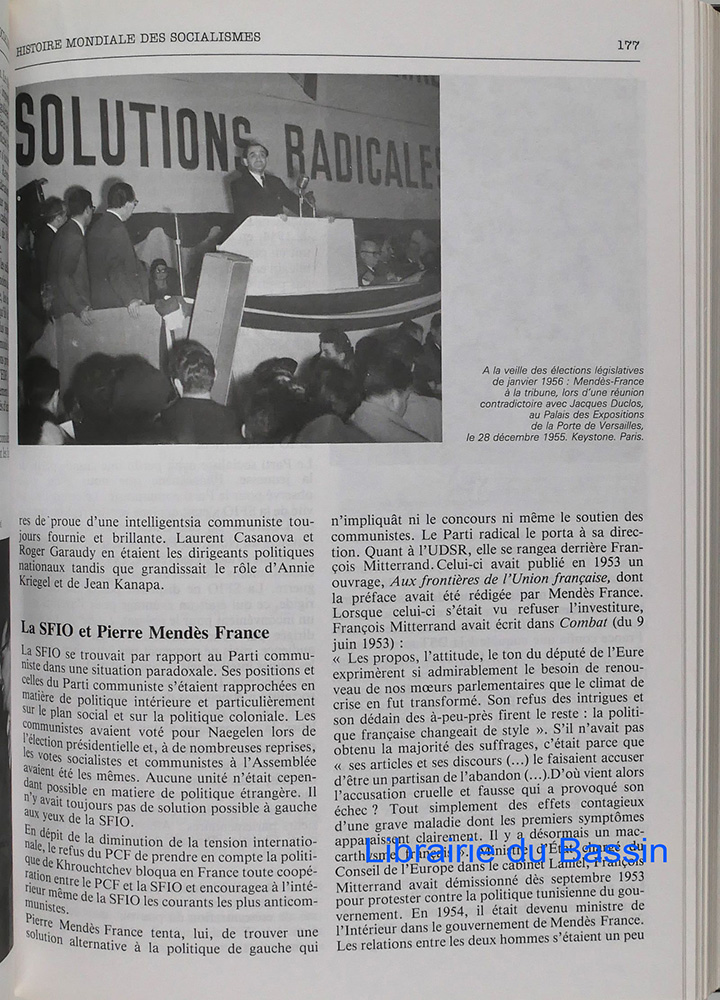 HISTOIRE MONDIALE DES SOCIALISMES
177
SOLUTIONS RADICALES
A la veille des élections législatives
de janvier 1956 : Mendès-France
à la tribune, lors d'une réunion
contradictoire avec Jacques Duclos,
au Palais des Expositions
de la Porte de Versailles,
le 28 décembre 1955. Keystone. Paris.
res de proue d'une intelligentsia communiste tou-
jours fournie et brillante. Laurent Casanova et
Roger Garaudy en étaient les dirigeants politiques
nationaux tandis que grandissait le rôle d'Annie
Kriegel et de Jean Kanapa.
La SFIO et Pierre Mendès France
La SFIO se trouvait par rapport au Parti commu-
niste dans une situation paradoxale. Ses positions et
celles du Parti communiste s'étaient rapprochées en
matière de politique intérieure et particulièrement
sur le plan social et sur la politique coloniale. Les
communistes avaient voté pour Naegelen lors de
l'élection présidentielle et, à de nombreuses reprises,
les votes socialistes et communistes à l'Assemblée
avaient été les mêmes. Aucune unité n'était cepen-
dant possible en matiere de politique étrangère. Il
n'y avait toujours pas de solution possible à gauche
aux yeux de la SFIO.
En dépit de la diminution de la tension internatio-
nale, le refus du PCF de prendre en compte la politi-
que de Khrouchtchev bloqua en France toute coopé-
ration entre le PCF et la SFIO et encouragea à l'inté-
rieur même de la SFIO les courants les plus anticom-
munistes.
Pierre Mendès France tenta, lui, de trouver une
solution alternative à la politique de gauche qui
n'impliquât ni le concours ni même le soutien des
communistes. Le Parti radical le porta à sa direc-
tion. Quant à l'UDSR, elle se rangea derrière Fran-
çois Mitterrand. Celui-ci avait publié en 1953 un
ouvrage, Aux frontières de l'Union française, dont
la préface avait été rédigée par Mendès France.
Lorsque celui-ci s'était vu refuser l'investiture,
François Mitterrand avait écrit dans Combat (du 9
juin 1953) :
« Les propos, l'attitude, le ton du député de l'Eure
exprimèrent si admirablement le besoin de renou-
veau de nos mœurs parlementaires que le climat de
crise en fut transformé. Son refus des intrigues et
son dédain des à-peu-près firent le reste : la politi-
que française changeait de style ». S'il n'avait pas
obtenu la majorité des suffrages, c'était parce que
« ses articles et ses discours (...) le faisaient accuser
d'être un partisan de l'abandon (...).D'où vient alors
l'accusation cruelle et fausse qui a provoqué son
échec ? Tout simplement des effets contagieux
d'une grave maladie dont les premiers symptômes
apparaissent clairement. Il y a désormais un mac-
carthysme français ». Ministre d'État chargé du
Conseil de l'Europe dans le cabinet Laniel, François
Mitterrand avait démissionné dès septembre 1953
pour protester contre la politique tunisienne du gou-
vernement. En 1954, il était devenu ministre de
l'Intérieur dans le gouvernement de Mendès France.
Les relations entre les deux hommes s'étaient un peu
Librairie du Bassin